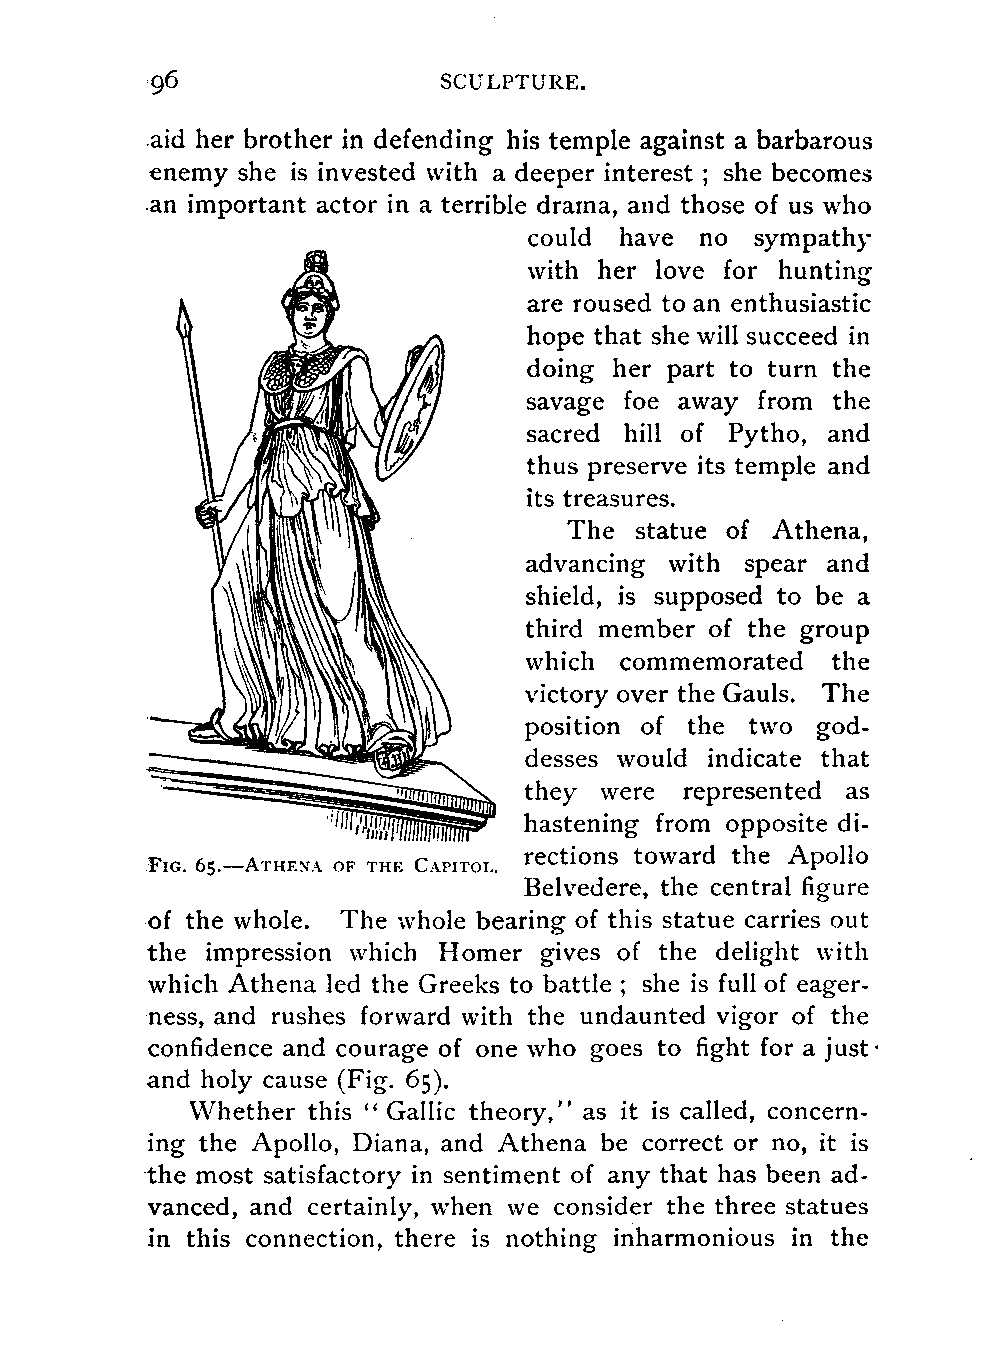 96 SCULPTURE.
aid her brother in defending his temple against a barbarous
enemy she is invested with a deeper interest ; she becomes
an important actor in a terrible drama, and those of us who
could have no sympathy
with her love for hunting
are roused to an enthusiastic
hope that she will succeed in
doing her part to turn the
savage foe away from the
sacred hill of Pytho, and
thus preserve its temple and
its treasures.
The statue of Athena,
advancing with spear and
shield, is supposed to be a
third member of the group
which commemorated the
victory over the Gauls. The
position of the two god-
desses would indicate that
they were represented as
hastening from opposite di-
rections toward the Apollo
Belvedere, the central figure
FIG. 65.—ATHENA OF THE CAPITOL.
of the whole. The whole bearing of this statue carries out
the impression which Homer gives of the delight with
which Athena led the Greeks to battle ; she is full of eager-
ness, and rushes forward with the undaunted vigor of the
confidence and courage of one who goes to fight for a just
and holy cause (Fig. 65).
Whether this “ Gallic theory,” as it is called, concern-
ing the Apollo, Diana, and Athena be correct or no, it is
the most satisfactory in sentiment of any that has been ad-
vanced, and certainly, when we consider the three statues
in this connection, there is nothing inharmonious in the